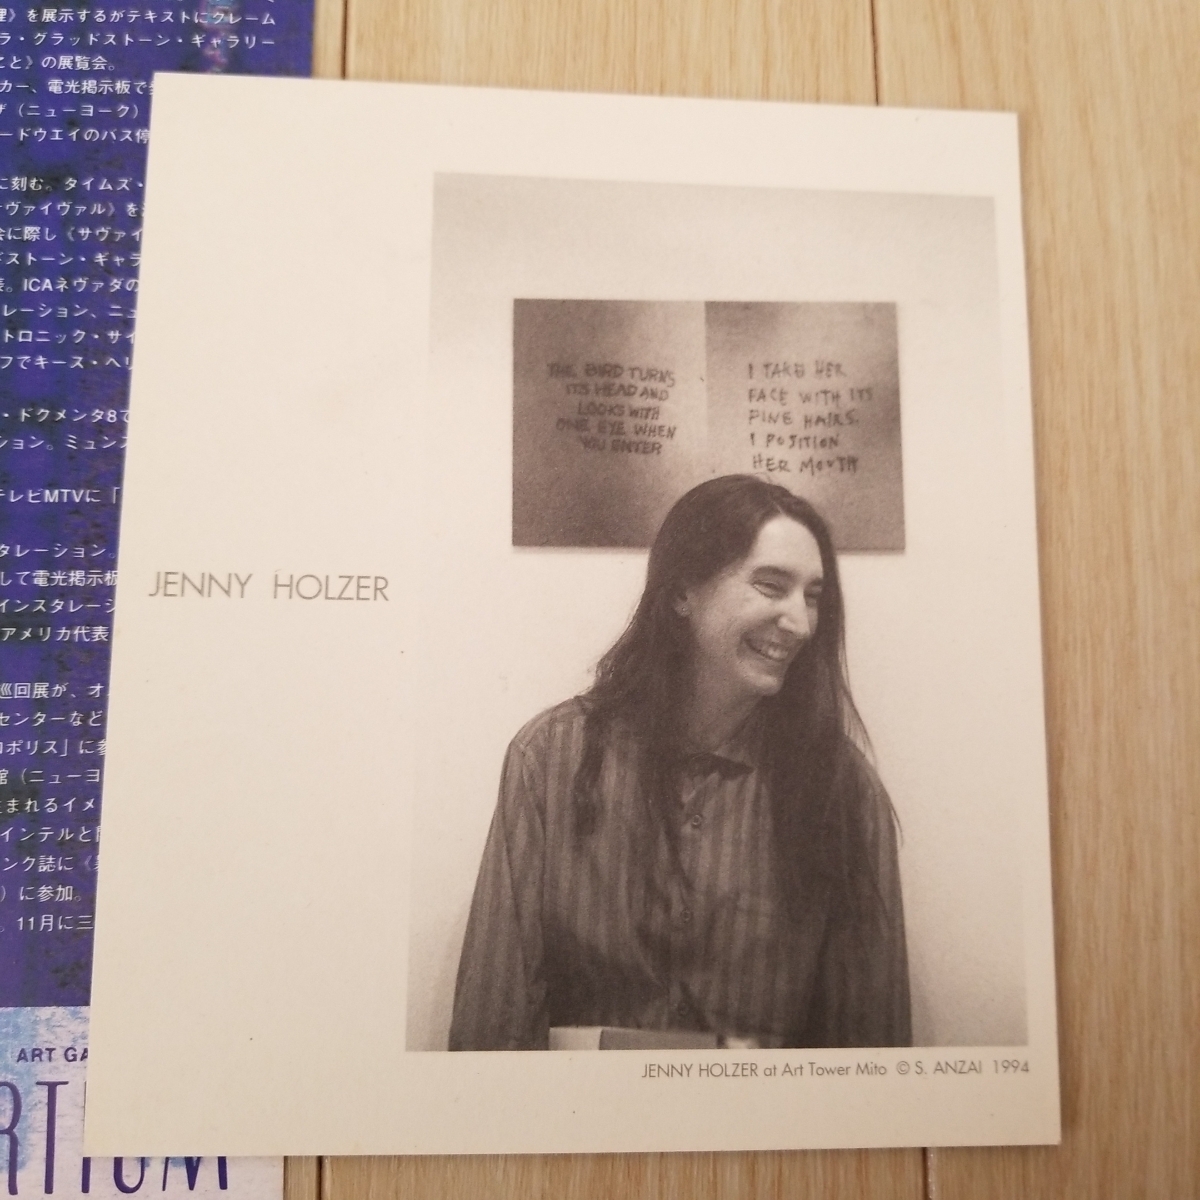 理》を展示するがテキストにクレーム
ラ・グラッドストーン・ギャラリー
こと》の展覧会。
カー、電光掲示板で
ザ（ニューヨーク）
ードウエイのバス停
に刻む。タイムズ・
ヴァイヴァル》を
会に際し《サヴァイ
ドストーン・ギャラ
表。ICAネヴァダの
レーション、ニュ
トロニック・サイ
フでキース・ヘリ
・ドクメンタ8で
ション。ミュンス
テレビMTVに「
タレーション。
して電光掲示板
インスタレーシ
アメリカ代表
巡回展が、オ
センターなど
ロポリス」に参
館（ニューヨ
まれるイメ
インテルと
ンク誌に《
）に参加。
。11月に三
ART GA
RTIUM
JENNY HOLZER
THE BIRD TURNS
ITS HEAD AND
LOOKS WITH
ONE EYE WHEN
YOU ENTER
I TAKE HER
FACE WITH ITS
FINE HAIRS.
I POSITION
HER MOUTH
JENNY HOLZER at Art Tower Mito © S. ANZAI 1994